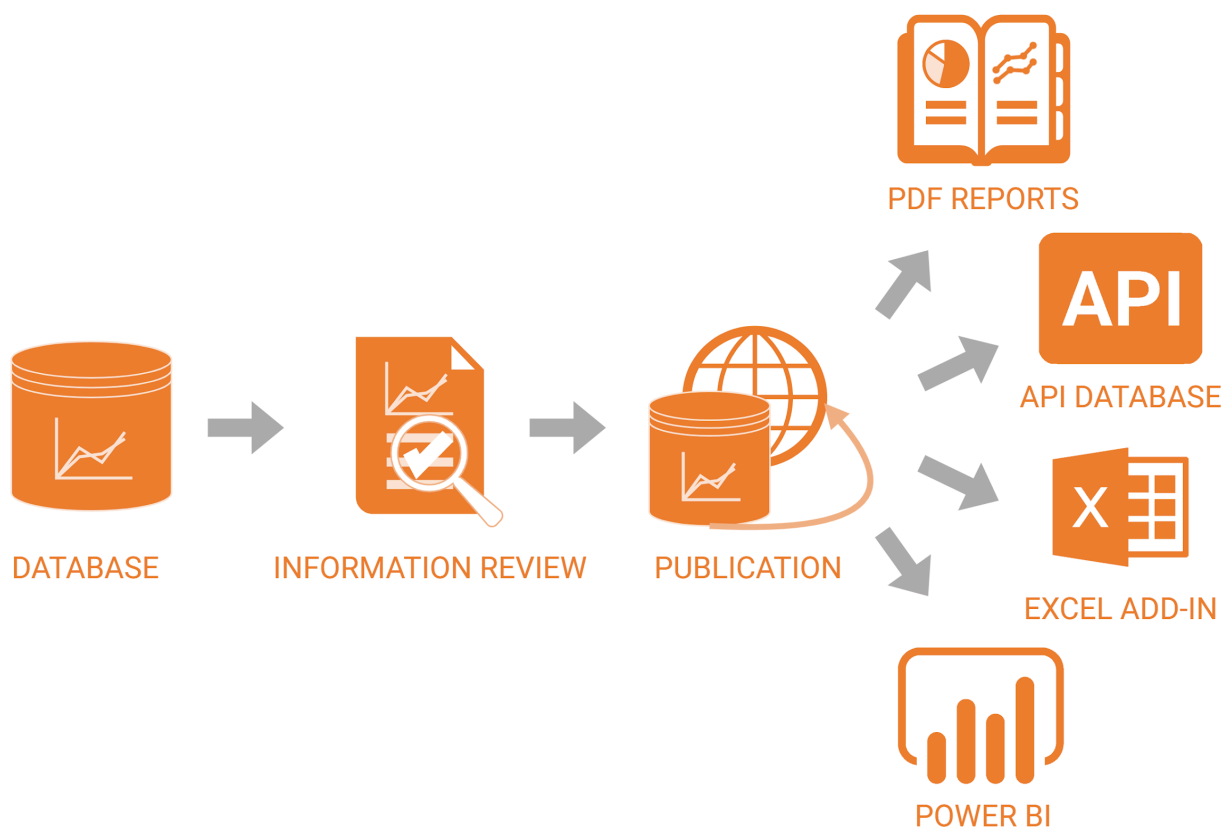 PDF REPORTS
API
API DATABASE
DATABASE
INFORMATION REVIEW
PUBLICATION
X
EXCEL ADD-IN
POWER BI